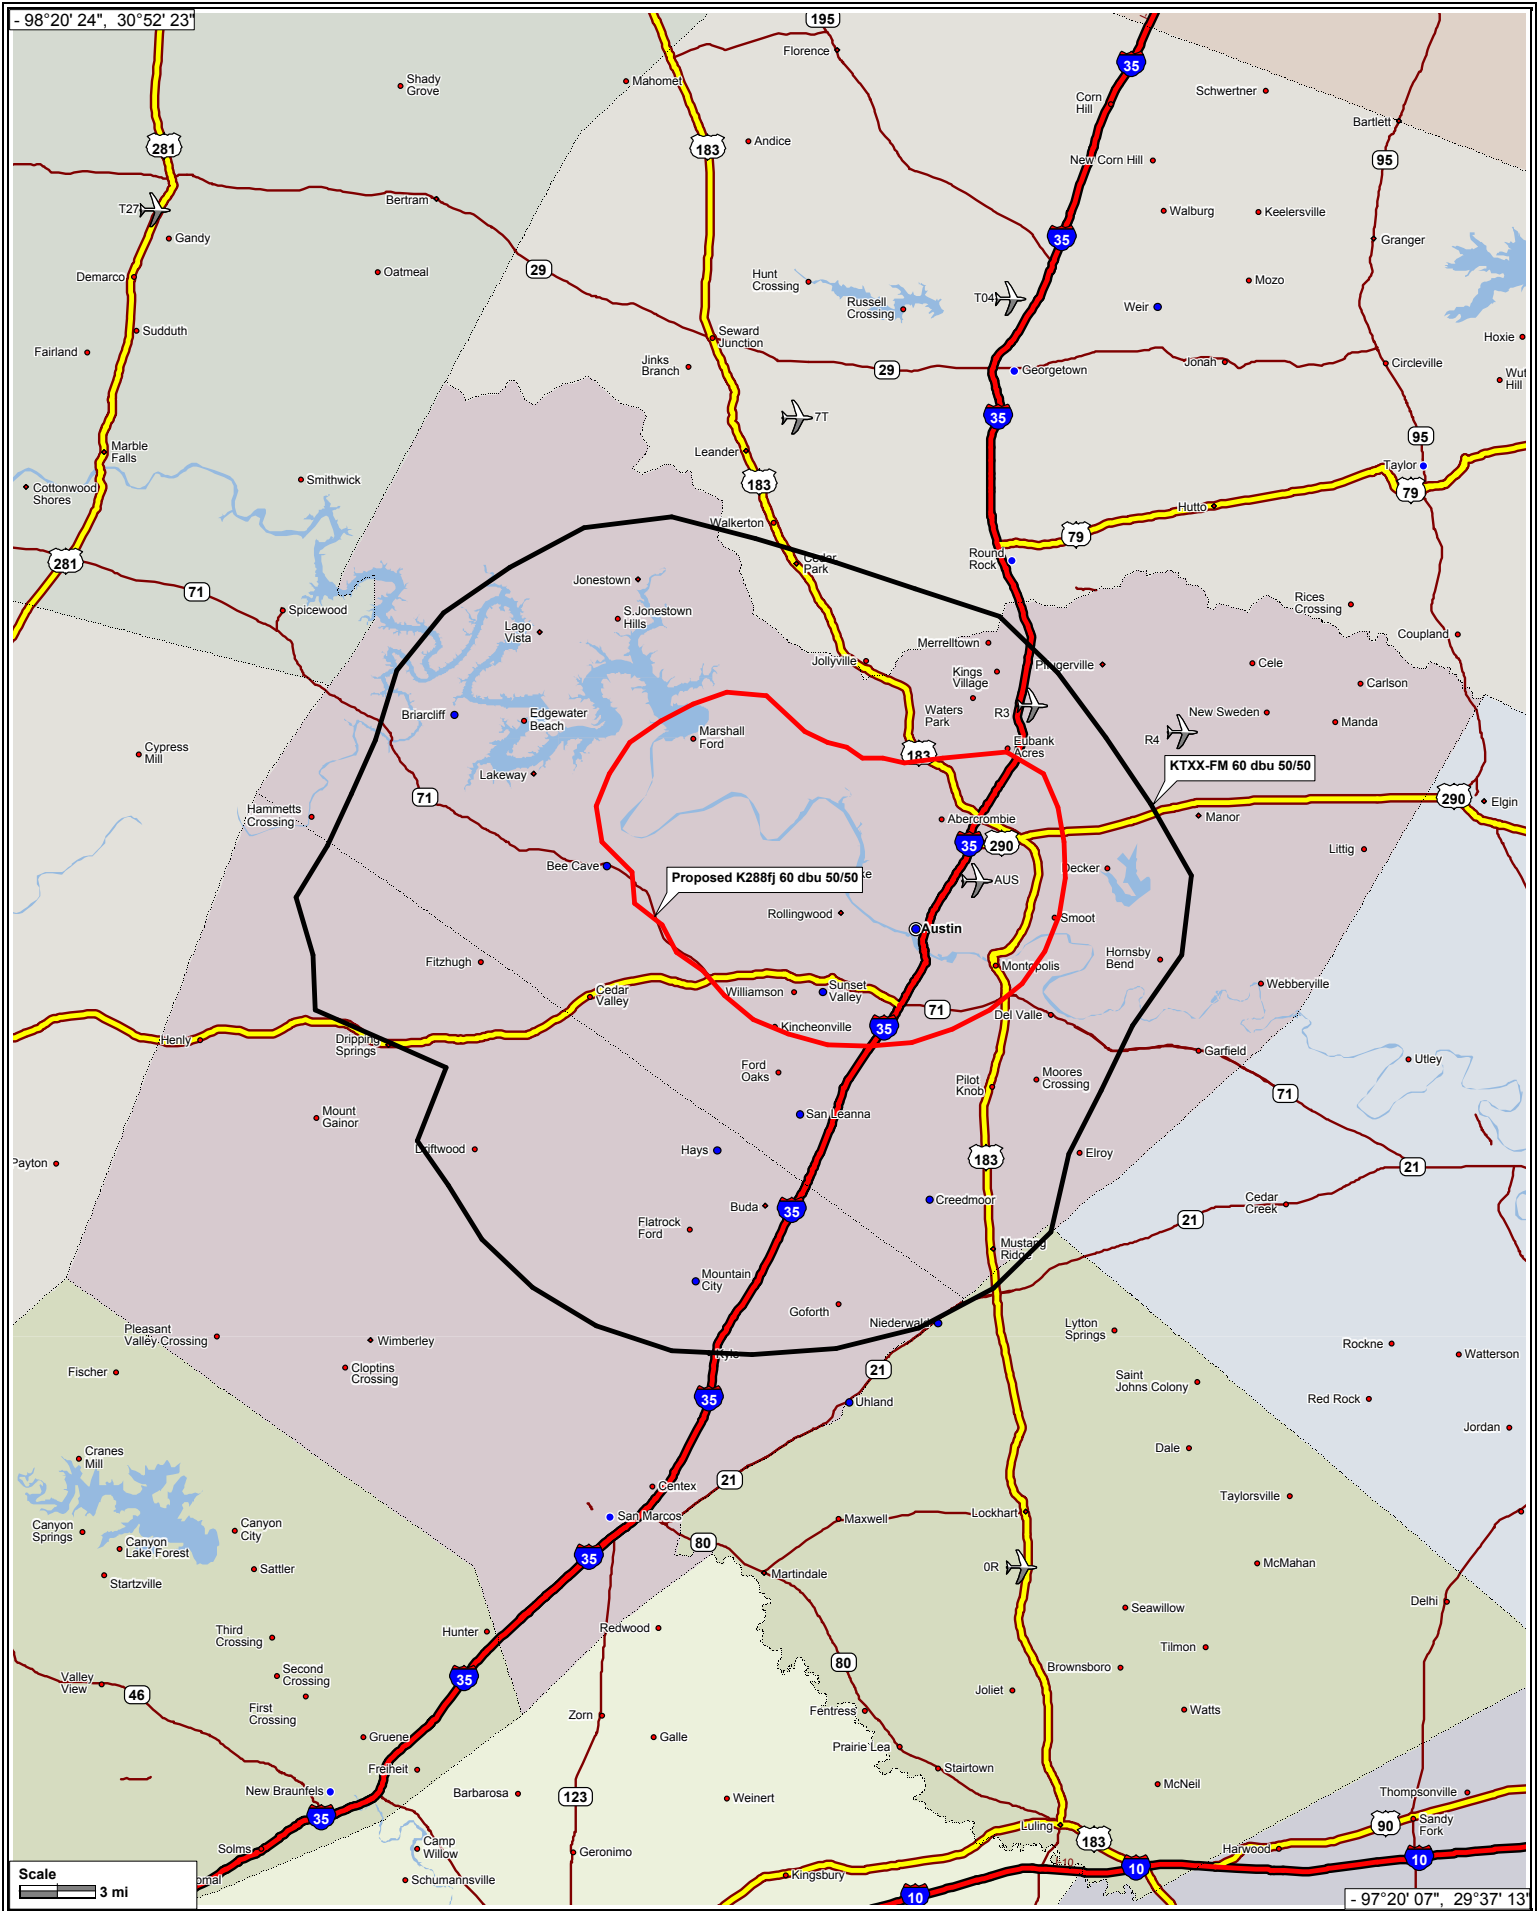 - 98°20' 24", 30°52' 23"
195
Florence
35
Shady
Grove
Mahomet
Corn
Hill
Schwertner
Bartlett
281
183
Andice
New Corn Hill
95
Bertram
T27
Walburg
Keelersville
Gandy
35
Granger
Demarco
Oatmeal
29
Hunt
Crossing
Mozo
Russell
Crossing
T04
Weir
Sudduth
Seward
Junction
Hoxie
Fairland
Jinks
Branch
29
Georgetown
Jonah
Circleville
Wuf
Hill
7T
35
95
Marble
Falls
Leander
Taylor
Cottonwood
Shores
Smithwick
183
79
Hutto
Walkerton
79
281
Cedar
Park
Round
Rock
71
Jonestown
Spicewood
S.Jonestown
Hills
Rices
Crossing
Lago
Vista
Coupland
Merrelltown
Jollyville
Kings
Village
Pflugerville
Cele
Carlson
Briarcliff
Edgewater
Beach
Waters
Park
R3
New Sweden
Manda
Marshall
Ford
R4
Cypress
Mill
Eubank
Acres
183
KTXX-FM 60 dbu 50/50
Lakeway
71
290
Elgin
Hammetts
Crossing
Abercrombie
Manor
35
290
Littig
Bee Cave
Proposed K288fj 60 dbu 50/50
ke
AUS
Decker
Rollingwood
Smoot
Austin
Fitzhugh
Montopolis
Hornsby
Bend
Cedar
Valley
Williamson
Sunset
Valley
Webberville
71
Del Valle
Kincheonville
35
Henly
Dripping
Springs
Garfield
Utley
Ford
Oaks
Pilot
Knob
Moores
Crossing
71
Mount
Gainor
San Leanna
Driftwood
Hays
183
Elroy
Payton
21
Buda
35
Creedmoor
Cedar
Creek
21
Flatrock
Ford
Mustang
Ridge
Mountain
City
Goforth
Niederwald
Lytton
Springs
Pleasant
Valley Crossing
Wimberley
Kyle
Rockne
Watterson
Fischer
Cloptins
Crossing
21
Saint
Johns Colony
35
Uhland
Red Rock
Jordan
Cranes
Mill
Dale
Centex
21
Taylorsville
San Marcos
Maxwell
Lockhart
Canyon
Springs
Canyon
City
Canyon
Lake Forest
35
80
Sattler
Martindale
0R
McMahan
Startzville
Seawillow
Delhi
Third
Crossing
Hunter
Redwood
Tilmon
80
Brownsboro
Valley
View
Second
Crossing
35
46
First
Crossing
Joliet
Zorn
Fentress
Watts
Gruene
Galle
Prairie Lea
Freiheit
Stairtown
New Braunfels
Barbarosa
123
Weinert
McNeil
Thompsonville
35
Luling
183
90
Sandy
Fork
Solms
Camp
Willow
Geronimo
Harwood
I-10
10
10
Scale
3 mi
omal
Schumannsville
Kingsbury
10
- 97°20' 07", 29°37' 13"